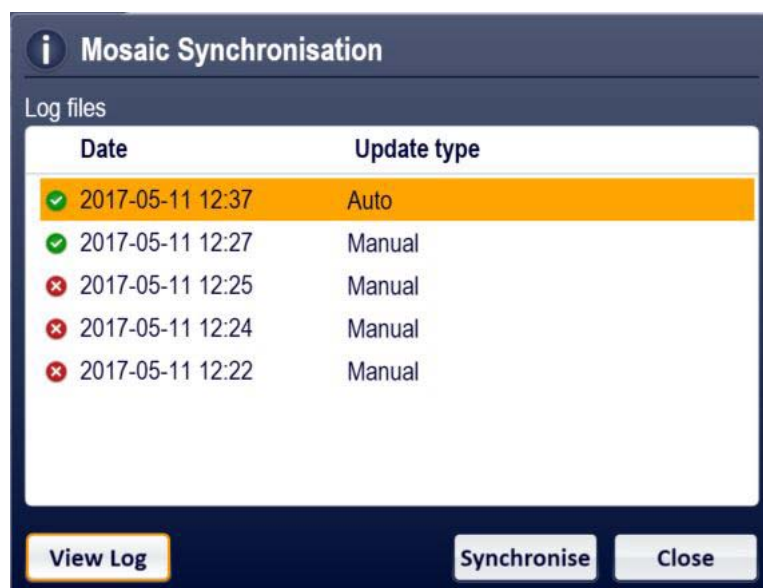 i Mosaic Synchronisation
Log files
Date Update type
2017-05-11 12:37 Auto
2017-05-11 12:27 Manual
2017-05-11 12:25 Manual
2017-05-11 12:24 Manual
2017-05-11 12:22 Manual
View Log Synchronise Close